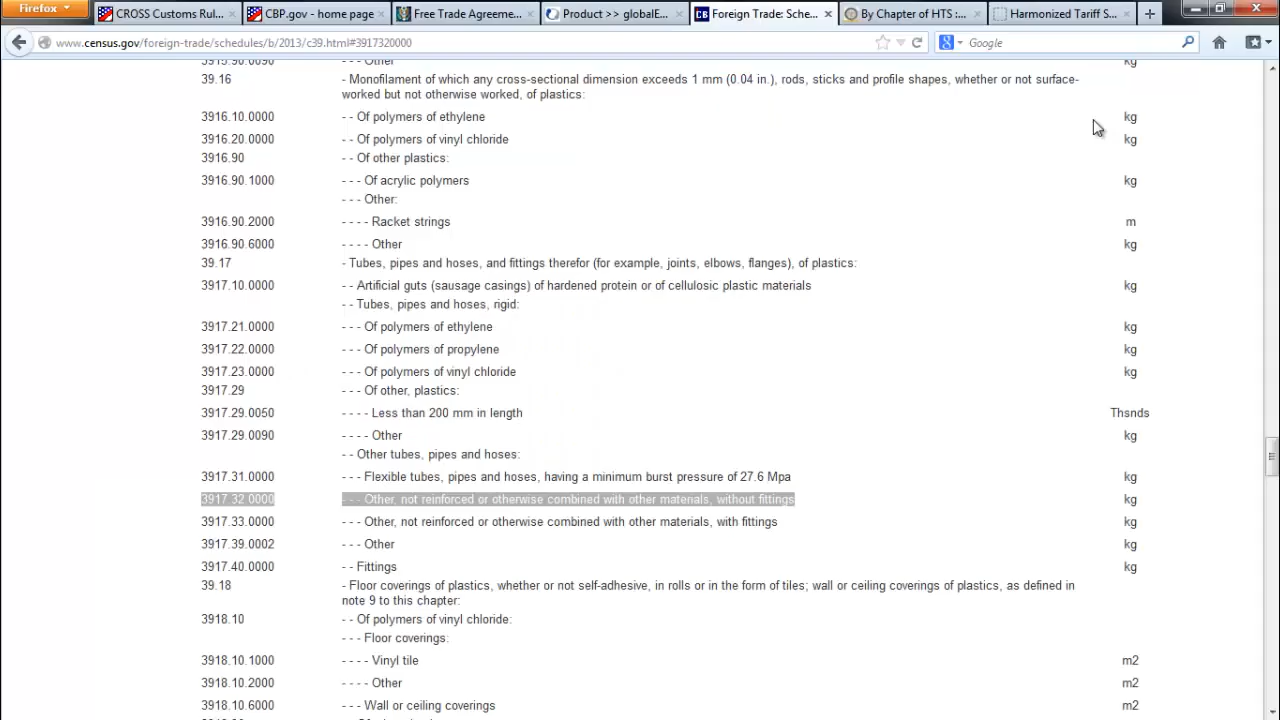 Firefox
CROSS Customs Rul...
CBP.gov - home page
Free Trade Agreeme...
Product >> globalE...
CB Foreign Trade: Sche...
By Chapter of HTS :...
Harmonized Tariff S...
www.census.gov/foreign-trade/schedules/b/2013/c39.html#3917320000
Google
3915.90.0090 - - - Other kg
39.16 - Monofilament of which any cross-sectional dimension exceeds 1 mm (0.04 in.), rods, sticks and profile shapes, whether or not surface-
worked but not otherwise worked, of plastics:
3916.10.0000 - - Of polymers of ethylene kg
3916.20.0000 - - Of polymers of vinyl chloride kg
3916.90 - - Of other plastics:
3916.90.1000 - - - Of acrylic polymers kg
- - - Other:
3916.90.2000 - - - - Racket strings m
3916.90.6000 - - - - Other kg
39.17 - Tubes, pipes and hoses, and fittings therefor (for example, joints, elbows, flanges), of plastics:
3917.10.0000 - - Artificial guts (sausage casings) of hardened protein or of cellulosic plastic materials kg
- - Tubes, pipes and hoses, rigid:
3917.21.0000 - - - Of polymers of ethylene kg
3917.22.0000 - - - Of polymers of propylene kg
3917.23.0000 - - - Of polymers of vinyl chloride kg
3917.29 - - - Of other, plastics:
3917.29.0050 - - - - Less than 200 mm in length Thsnds
3917.29.0090 - - - - Other kg
- - Other tubes, pipes and hoses:
3917.31.0000 - - - Flexible tubes, pipes and hoses, having a minimum burst pressure of 27.6 Mpa kg
3917.32.0000 - - - Other, not reinforced or otherwise combined with other materials, without fittings kg
3917.33.0000 - - - Other, not reinforced or otherwise combined with other materials, with fittings kg
3917.39.0002 - - - Other kg
3917.40.0000 - - Fittings kg
39.18 - Floor coverings of plastics, whether or not self-adhesive, in rolls or in the form of tiles; wall or ceiling coverings of plastics, as defined in
note 9 to this chapter:
3918.10 - - Of polymers of vinyl chloride:
- - - Floor coverings:
3918.10.1000 - - - - Vinyl tile m2
3918.10.2000 - - - - Other m2
3918.10.6000 - - - Wall or ceiling coverings m2